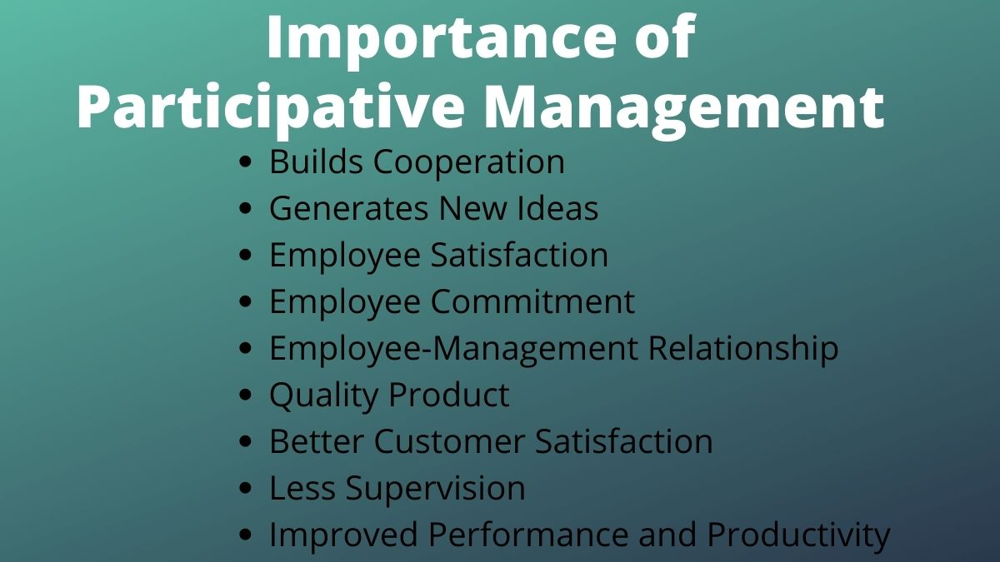 Importance of
Participative Management
• Builds Cooperation
• Generates New Ideas
• Employee Satisfaction
• Employee Commitment
• Employee-Management Relationship
• Quality Product
• Better Customer Satisfaction
• Less Supervision
• Improved Performance and Productivity